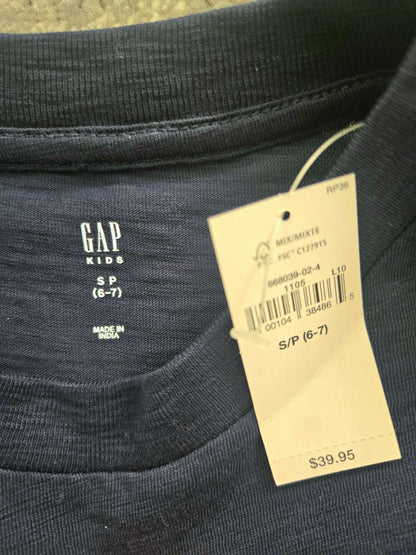 GAP
KIDS
S P
(6-7)
MADE IN
INDIA
RP36
MIX/MIXTE
FSC™ C127915
668039-02-4
1105 L10
00104 38486 5
S/P (6-7)
$39.95